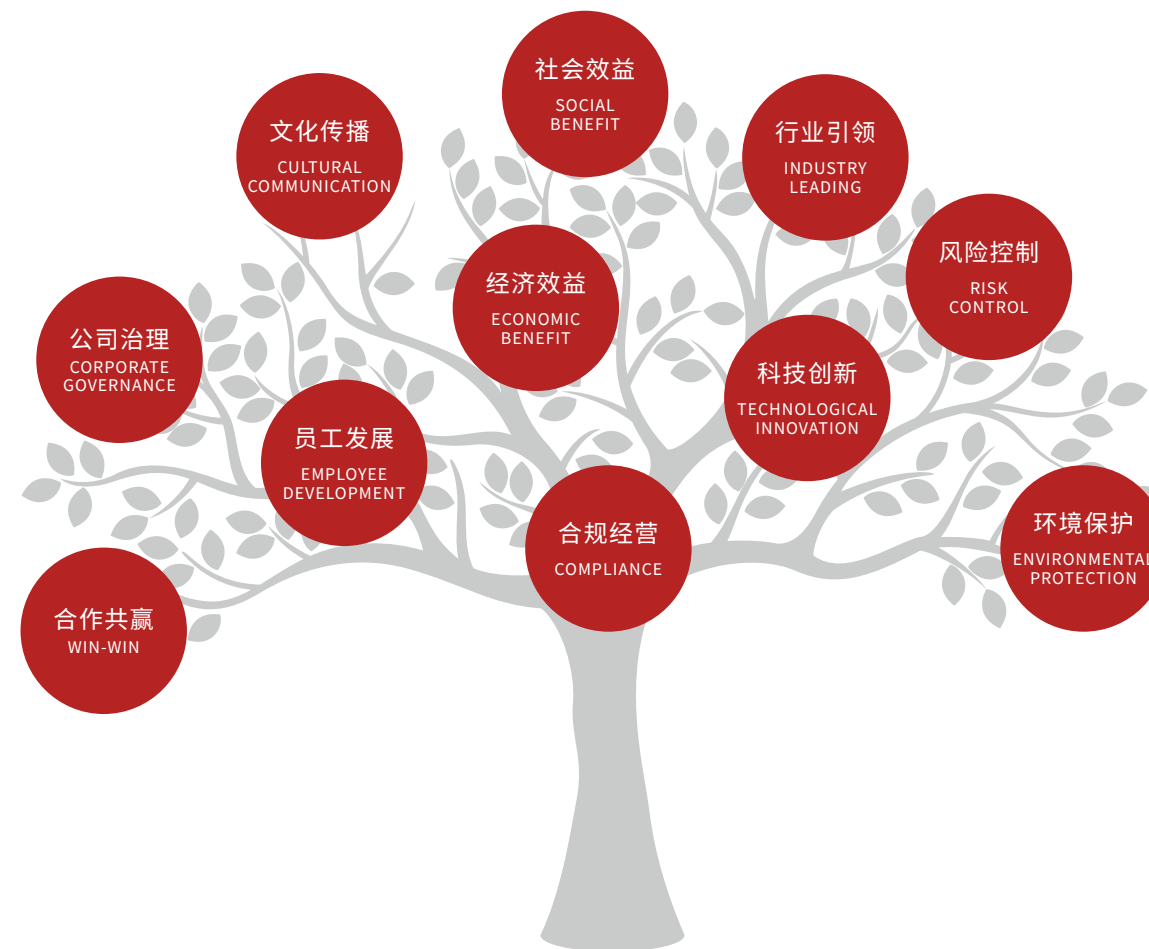 社会效益
SOCIAL
BENEFIT
文化传播
CULTURAL
COMMUNICATION
行业引领
INDUSTRY
LEADING
风险控制
RISK
CONTROL
经济效益
ECONOMIC
BENEFIT
公司治理
CORPORATE
GOVERNANCE
科技创新
TECHNOLOGICAL
INNOVATION
员工发展
EMPLOYEE
DEVELOPMENT
合规经营
COMPLIANCE
环境保护
ENVIRONMENTAL
PROTECTION
合作共赢
WIN-WIN